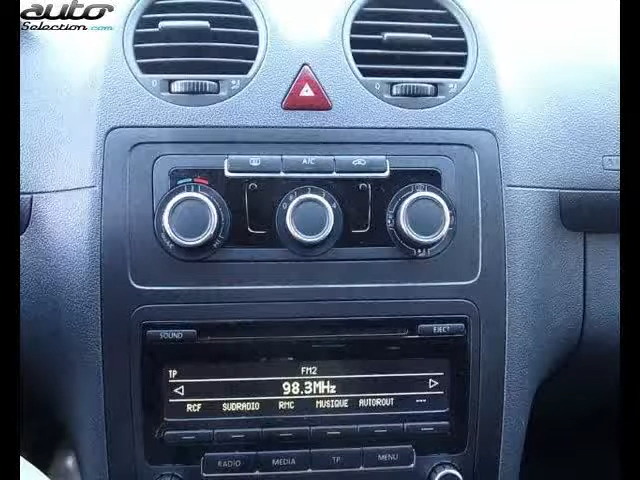 auto
Selection.com
A/C
SOUND
EJECT
TP
FM2
98.3MHz
RCF SUDRADIO RMC MUSIQUE AUTOROUT ---
RADIO MEDIA TP MENU